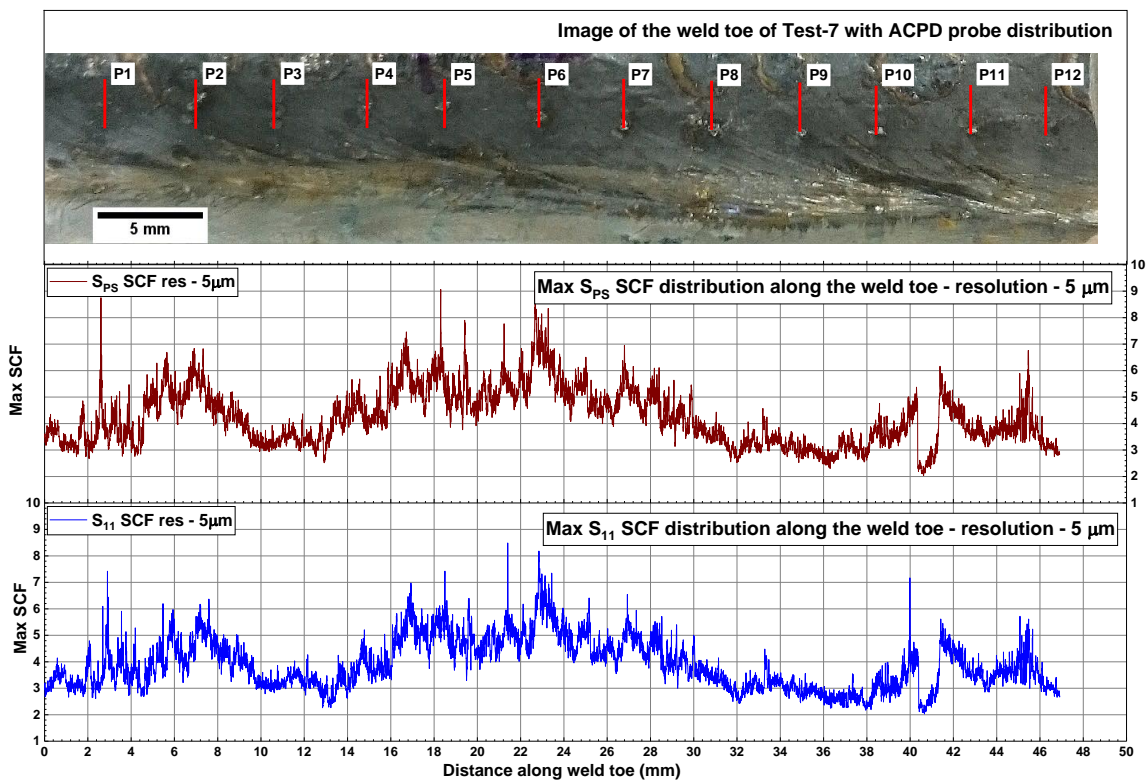 Image of the weld toe of Test-7 with ACPD probe distribution
P1 P2 P3 P4 P5 P6 P7 P8 P9 P10 P11 P12
5 mm
S_PS SCF res - 5μm
Max S_PS SCF distribution along the weld toe - resolution - 5 μm
10
9
8
7
6
5
4
3
2
1
Max SCF
S_11 SCF res - 5μm
Max S_11 SCF distribution along the weld toe - resolution - 5 μm
10
9
8
7
6
5
4
3
2
1
Max SCF
0 2 4 6 8 10 12 14 16 18 20 22 24 26 28 30 32 34 36 38 40 42 44 46 48 50
Distance along weld toe (mm)